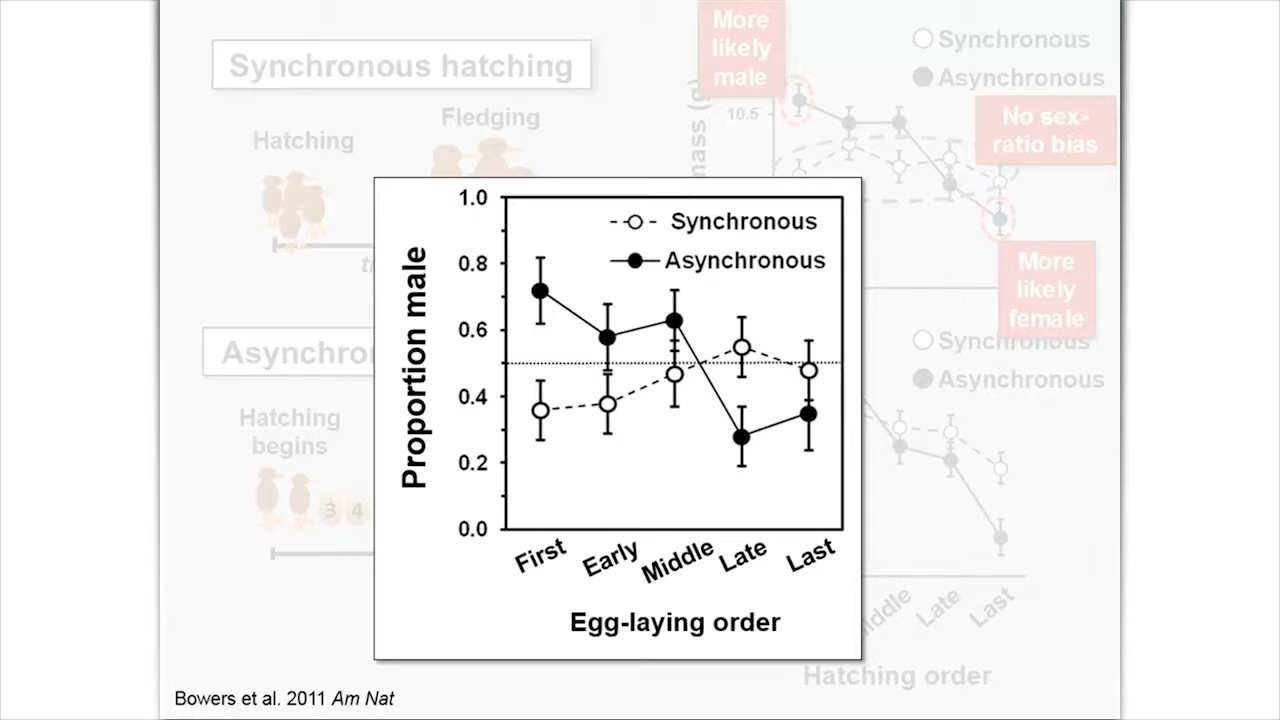 More
likely
male
Synchronous
Asynchronous
Synchronous hatching
Fledging
Hatching
mass (g)
10.5
No sex-
ratio bias
1.0
0.8
0.6
0.4
0.2
0.0
Proportion male
Synchronous
Asynchronous
First
Early
Middle
Late
Last
Egg-laying order
More
likely
female
Synchronous
Asynchronous
Hatching
begins
3 4
Late
Last
Hatching order
Bowers et al. 2011 Am Nat